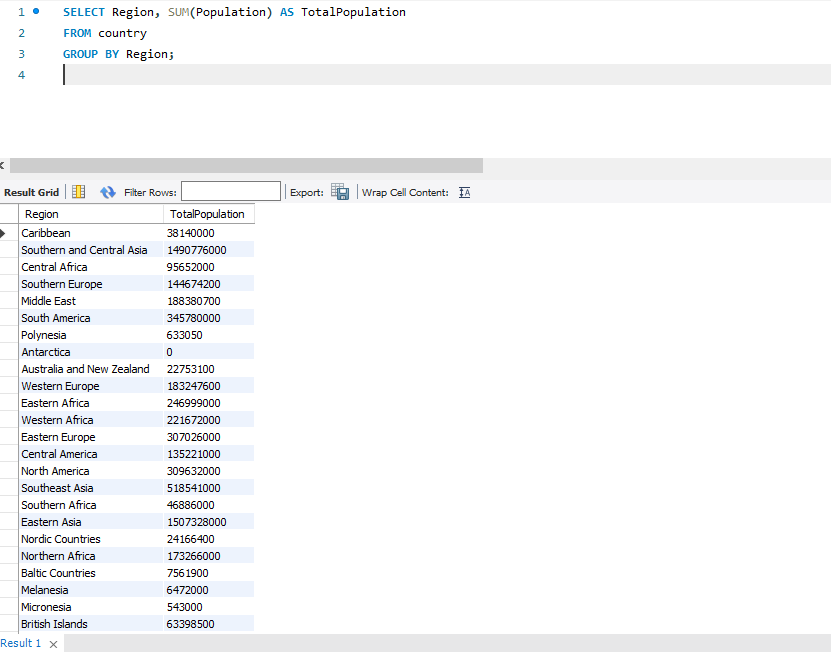 1 SELECT Region, SUM(Population) AS TotalPopulation
2 FROM country
3 GROUP BY Region;
4
Result Grid Filter Rows: Export: Wrap Cell Content: IA
Region TotalPopulation
Caribbean 38140000
Southern and Central Asia 1490776000
Central Africa 95652000
Southern Europe 144674200
Middle East 188380700
South America 345780000
Polynesia 633050
Antarctica 0
Australia and New Zealand 22753100
Western Europe 183247600
Eastern Africa 246999000
Western Africa 221672000
Eastern Europe 307026000
Central America 135221000
North America 309632000
Southeast Asia 518541000
Southern Africa 46886000
Eastern Asia 1507328000
Nordic Countries 24166400
Northern Africa 173266000
Baltic Countries 7561900
Melanesia 6472000
Micronesia 543000
British Islands 63398500
Result 1